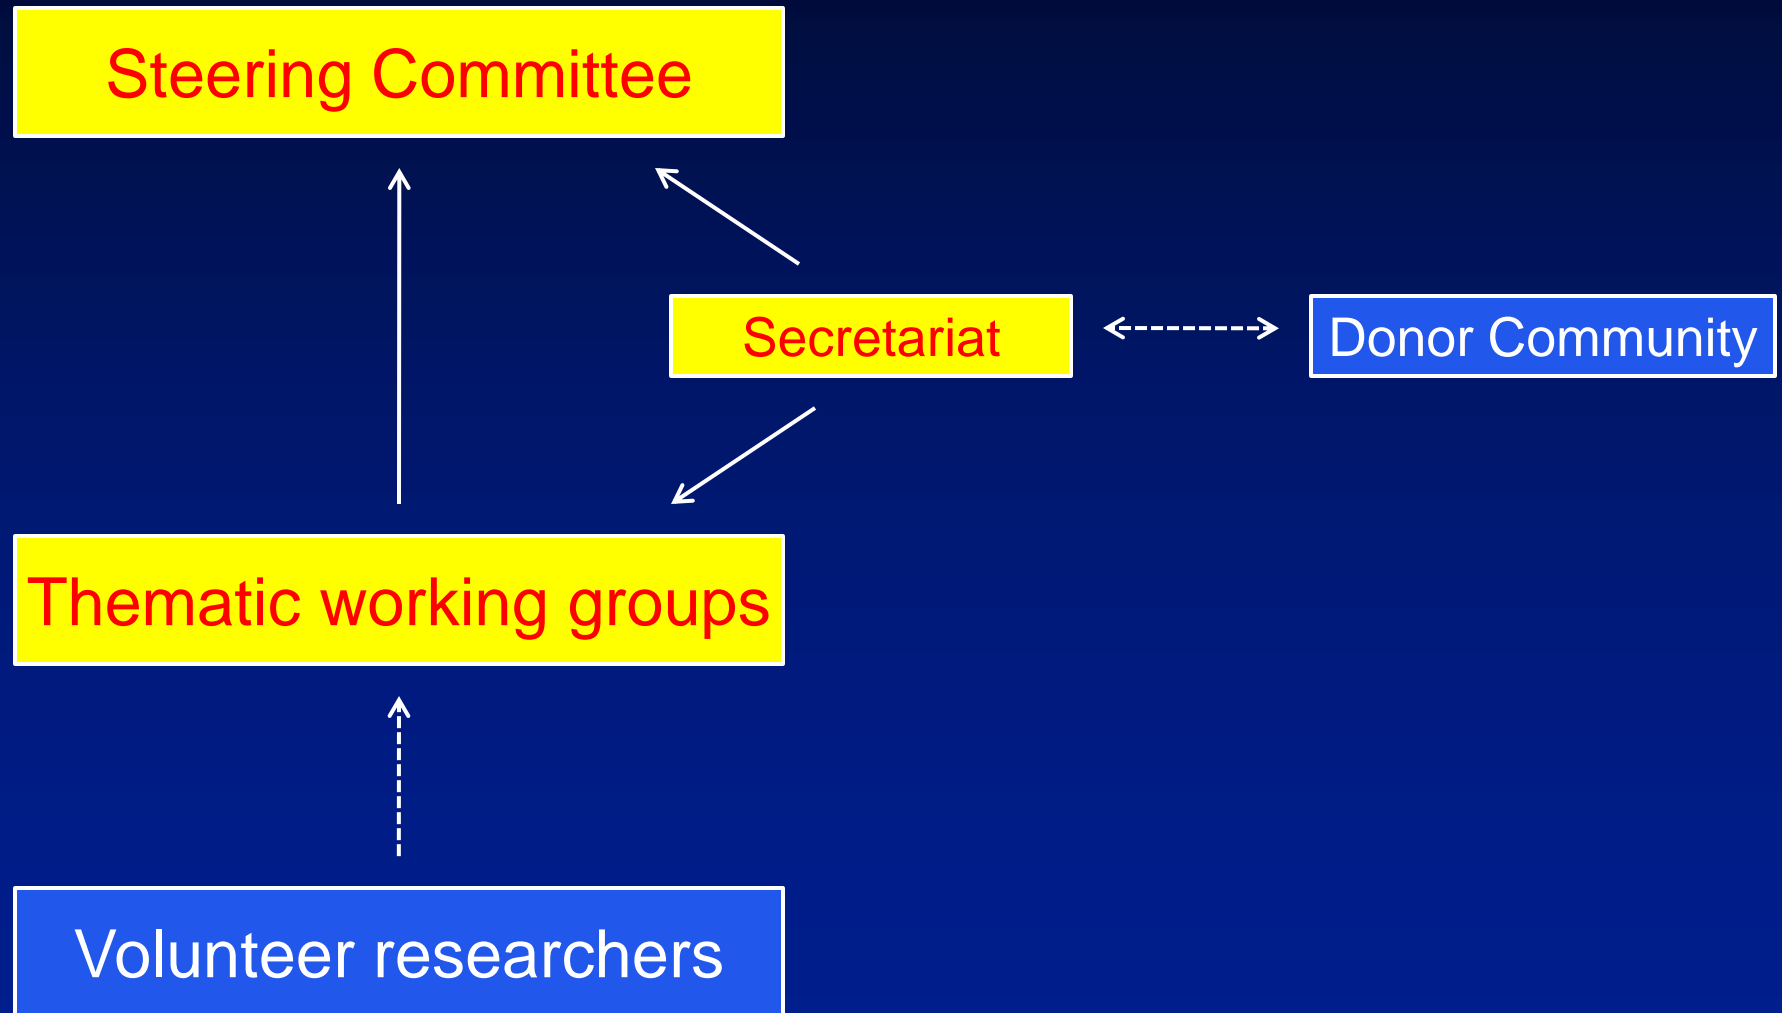 Steering Committee
Secretariat
Donor Community
Thematic working groups
Volunteer researchers